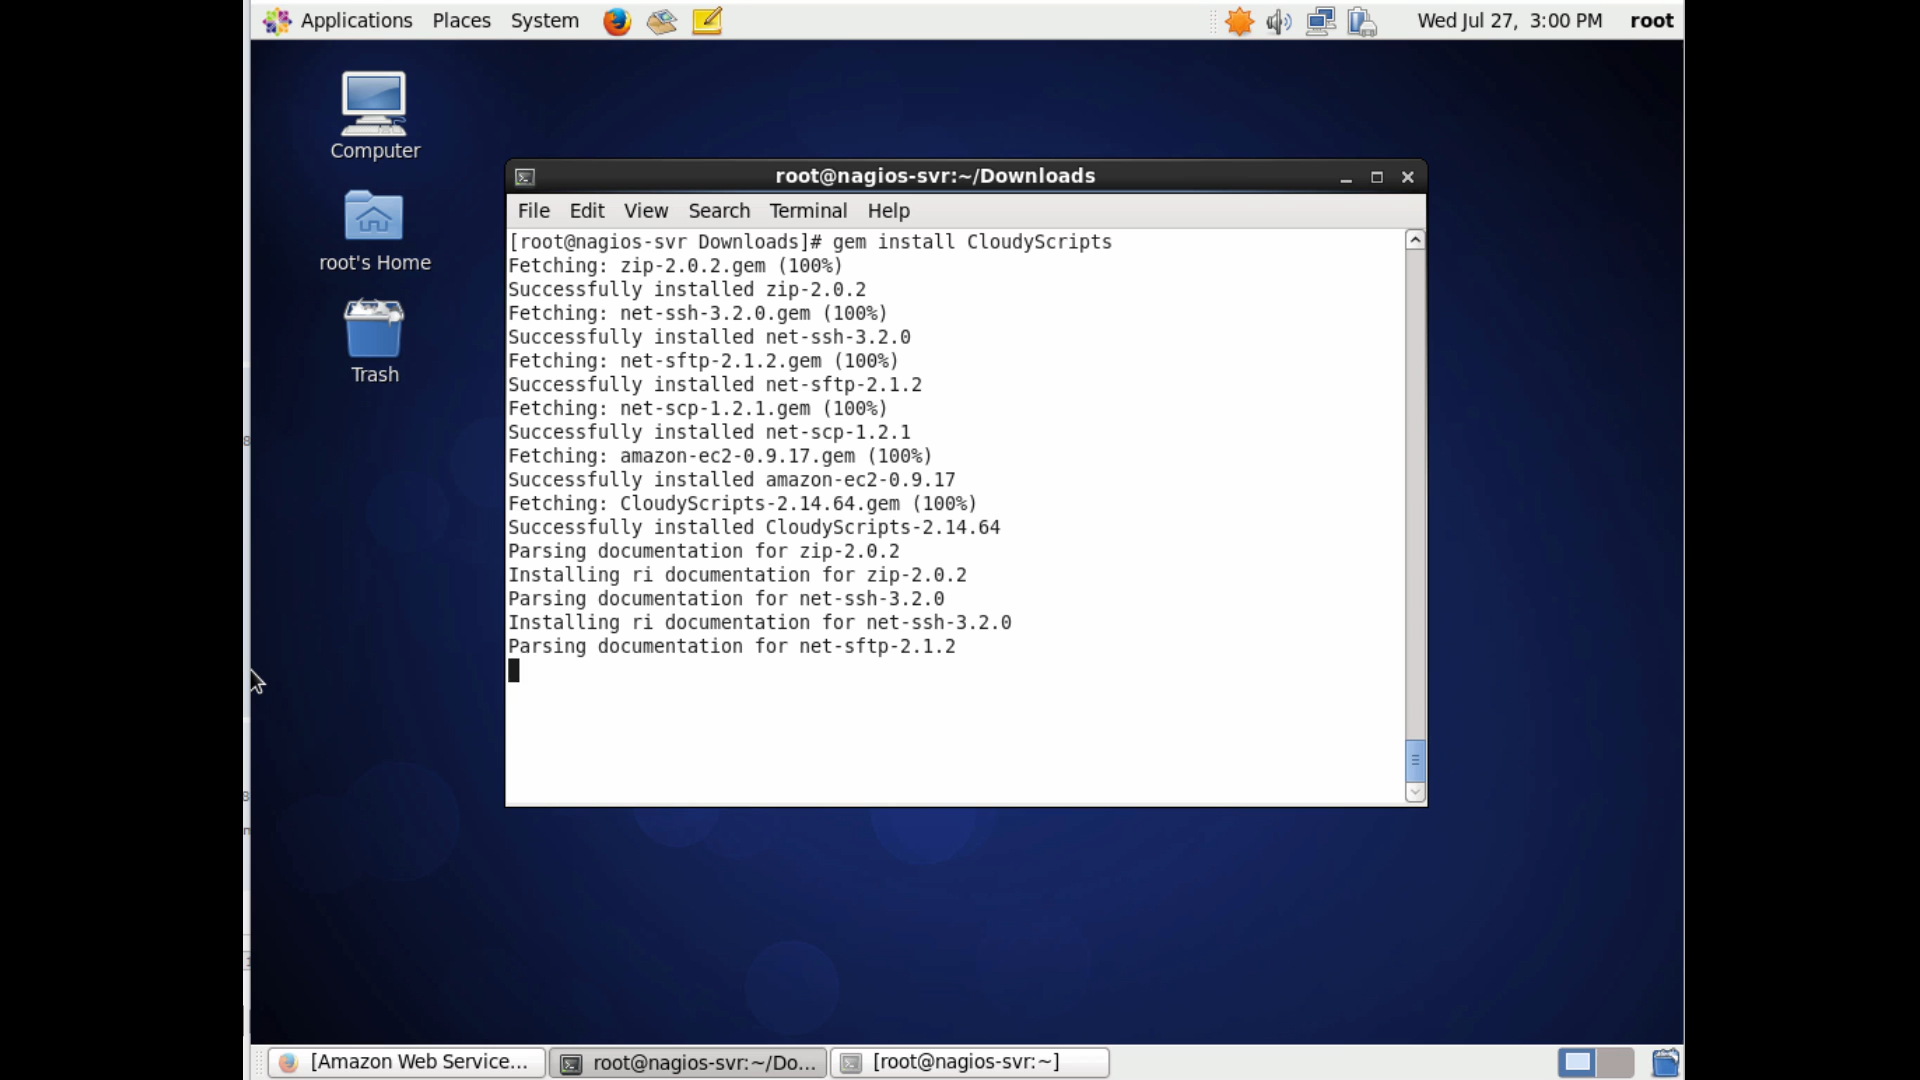 Applications Places System Wed Jul 27, 3:00 PM root
Computer
root's Home
Trash
root@nagios-svr:~/Downloads
File Edit View Search Terminal Help
[root@nagios-svr Downloads]# gem install CloudyScripts
Fetching: zip-2.0.2.gem (100%)
Successfully installed zip-2.0.2
Fetching: net-ssh-3.2.0.gem (100%)
Successfully installed net-ssh-3.2.0
Fetching: net-sftp-2.1.2.gem (100%)
Successfully installed net-sftp-2.1.2
Fetching: net-scp-1.2.1.gem (100%)
Successfully installed net-scp-1.2.1
Fetching: amazon-ec2-0.9.17.gem (100%)
Successfully installed amazon-ec2-0.9.17
Fetching: CloudyScripts-2.14.64.gem (100%)
Successfully installed CloudyScripts-2.14.64
Parsing documentation for zip-2.0.2
Installing ri documentation for zip-2.0.2
Parsing documentation for net-ssh-3.2.0
Installing ri documentation for net-ssh-3.2.0
Parsing documentation for net-sftp-2.1.2
[Amazon Web Service... root@nagios-svr:~/Do... [root@nagios-svr:~]